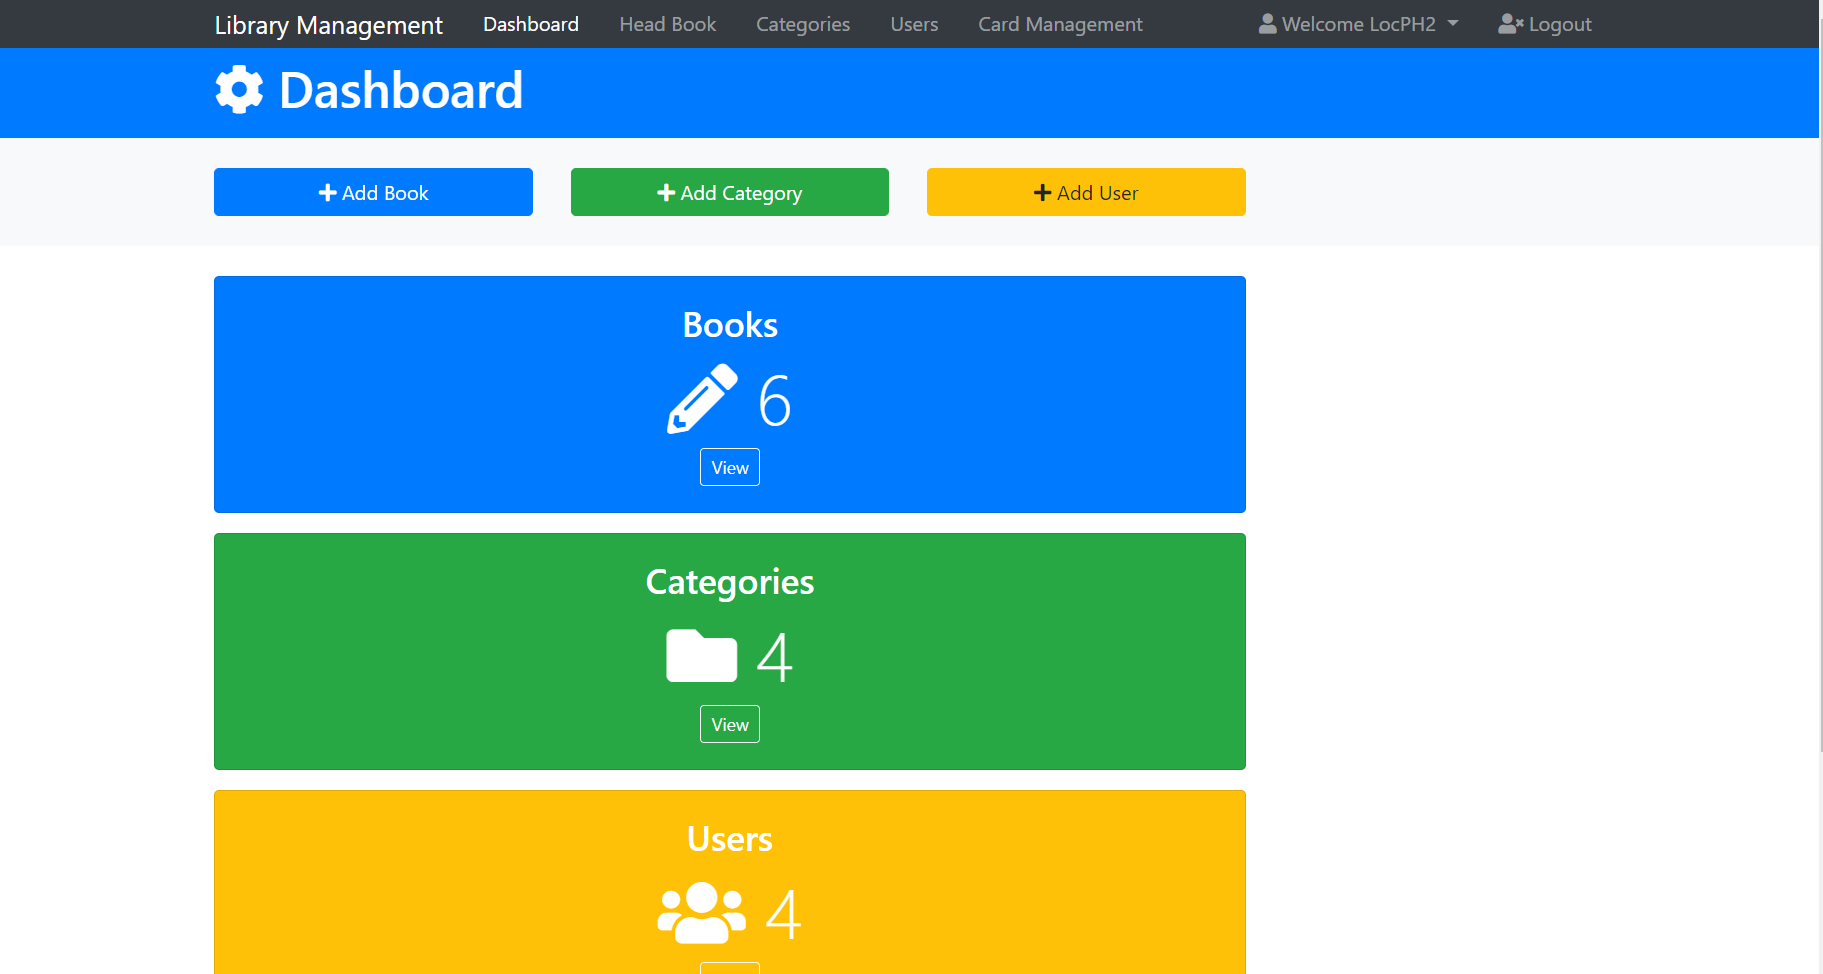 Library Management Dashboard Head Book Categories Users Card Management Welcome LocPH2 Logout
Dashboard
Add Book Add Category Add User
Books
6
View
Categories
4
View
Users
4